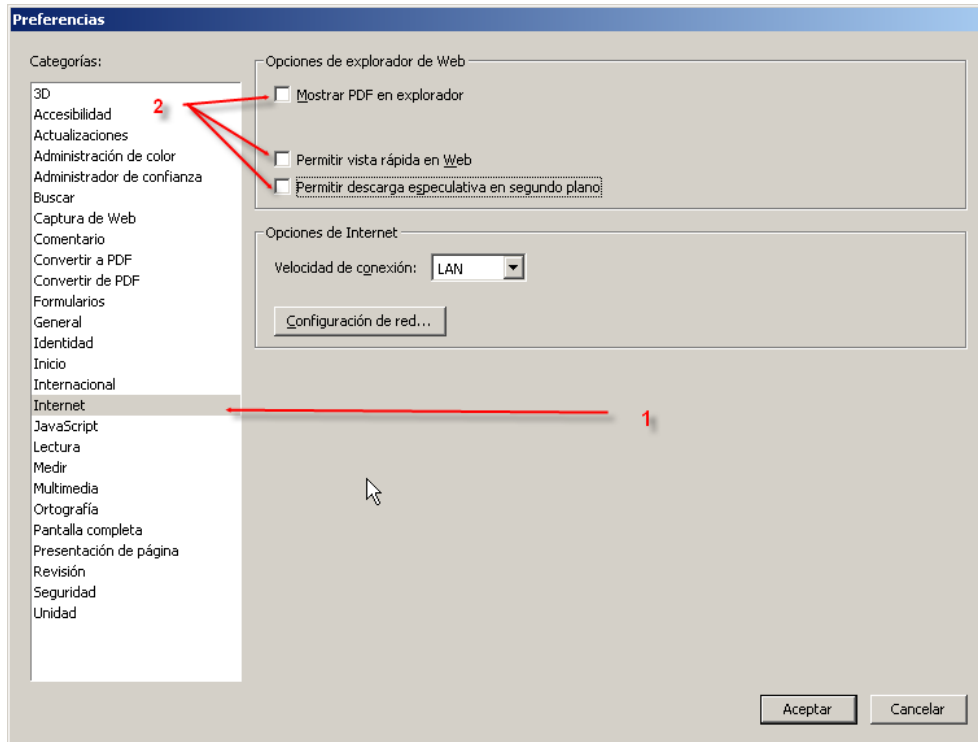 Preferencias
Categorías:
3D
Accesibilidad
Actualizaciones
Administración de color
Administrador de confianza
Buscar
Captura de Web
Comentario
Convertir a PDF
Convertir de PDF
Formularios
General
Identidad
Inicio
Internacional
Internet
JavaScript
Lectura
Medir
Multimedia
Ortografía
Pantalla completa
Presentación de página
Revisión
Seguridad
Unidad
2
Opciones de explorador de Web
Mostrar PDF en explorador
Permitir vista rápida en Web
Permitir descarga especulativa en segundo plano
Opciones de Internet
Velocidad de conexión: LAN
Configuración de red...
1
Aceptar Cancelar